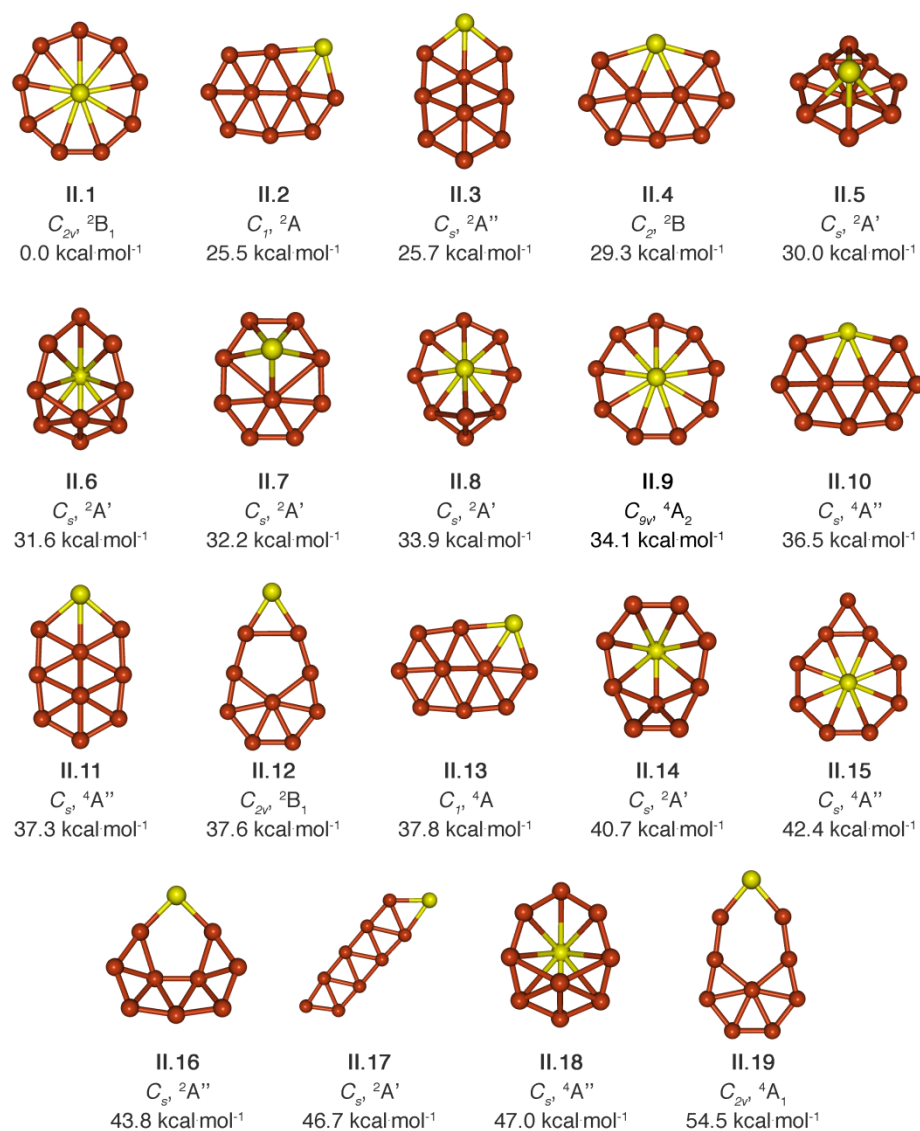 II.1 II.2 II.3 II.4 II.5
C2v, ²B₁ C1, ²A Cs, ²A'' C2, ²B Cs, ²A'
0.0 kcal·mol⁻¹ 25.5 kcal·mol⁻¹ 25.7 kcal·mol⁻¹ 29.3 kcal·mol⁻¹ 30.0 kcal·mol⁻¹
II.6 II.7 II.8 II.9 II.10
Cs, ²A' Cs, ²A' Cs, ²A' C9v, ⁴A₂ Cs, ⁴A''
31.6 kcal·mol⁻¹ 32.2 kcal·mol⁻¹ 33.9 kcal·mol⁻¹ 34.1 kcal·mol⁻¹ 36.5 kcal·mol⁻¹
II.11 II.12 II.13 II.14 II.15
Cs, ⁴A'' C2v, ²B₁ C1, ⁴A Cs, ²A' Cs, ⁴A''
37.3 kcal·mol⁻¹ 37.6 kcal·mol⁻¹ 37.8 kcal·mol⁻¹ 40.7 kcal·mol⁻¹ 42.4 kcal·mol⁻¹
II.16 II.17 II.18 II.19
Cs, ²A'' Cs, ²A' Cs, ⁴A'' C2v, ⁴A₁
43.8 kcal·mol⁻¹ 46.7 kcal·mol⁻¹ 47.0 kcal·mol⁻¹ 54.5 kcal·mol⁻¹